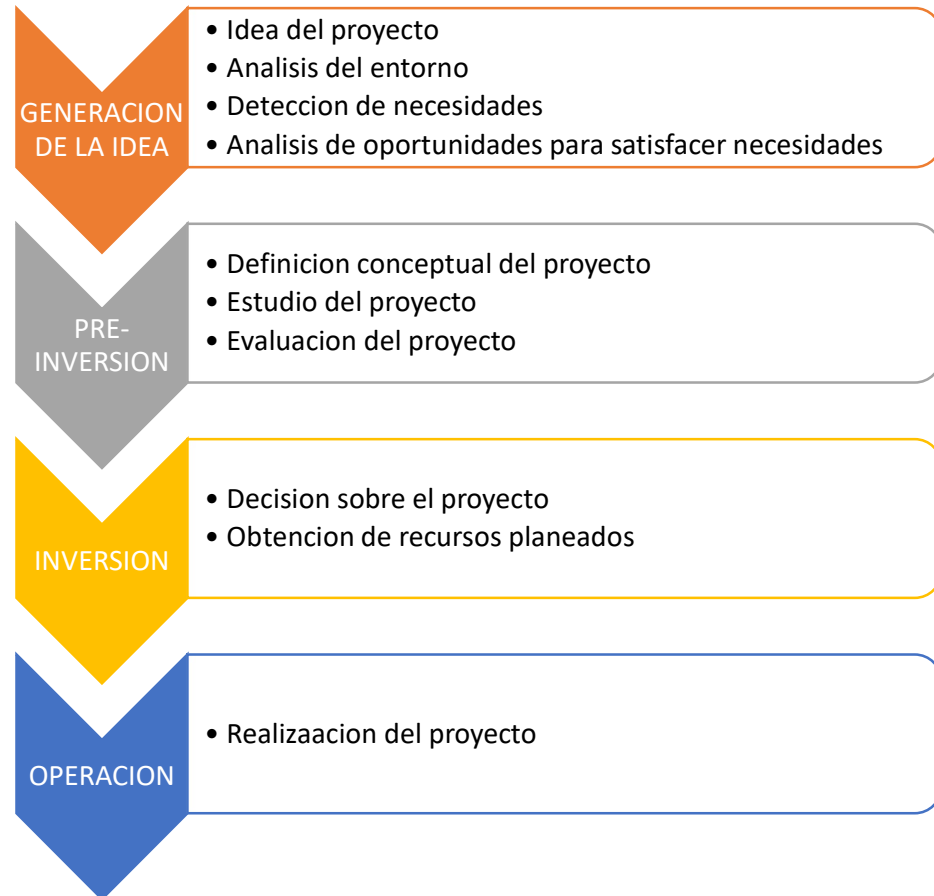 GENERACION
DE LA IDEA
• Idea del proyecto
• Analisis del entorno
• Deteccion de necesidades
• Analisis de oportunidades para satisfacer necesidades
PRE-
INVERSION
• Definicion conceptual del proyecto
• Estudio del proyecto
• Evaluacion del proyecto
INVERSION
• Decision sobre el proyecto
• Obtencion de recursos planeados
OPERACION
• Realizaacion del proyecto